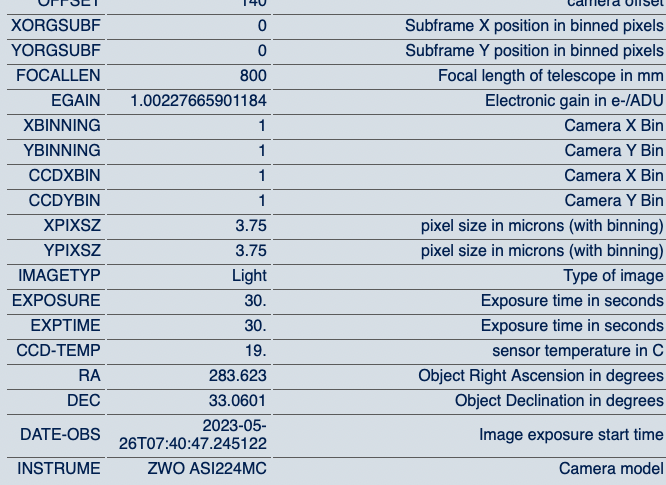 OFFSET 140 camera offset
XORGSUBF 0 Subframe X position in binned pixels
YORGSUBF 0 Subframe Y position in binned pixels
FOCALLEN 800 Focal length of telescope in mm
EGAIN 1.00227665901184 Electronic gain in e-/ADU
XBINNING 1 Camera X Bin
YBINNING 1 Camera Y Bin
CCDXBIN 1 Camera X Bin
CCDYBIN 1 Camera Y Bin
XPIXSZ 3.75 pixel size in microns (with binning)
YPIXSZ 3.75 pixel size in microns (with binning)
IMAGETYP Light Type of image
EXPOSURE 30. Exposure time in seconds
EXPTIME 30. Exposure time in seconds
CCD-TEMP 19. sensor temperature in C
RA 283.623 Object Right Ascension in degrees
DEC 33.0601 Object Declination in degrees
DATE-OBS 2023-05-
26T07:40:47.245122 Image exposure start time
INSTRUME ZWO ASI224MC Camera model